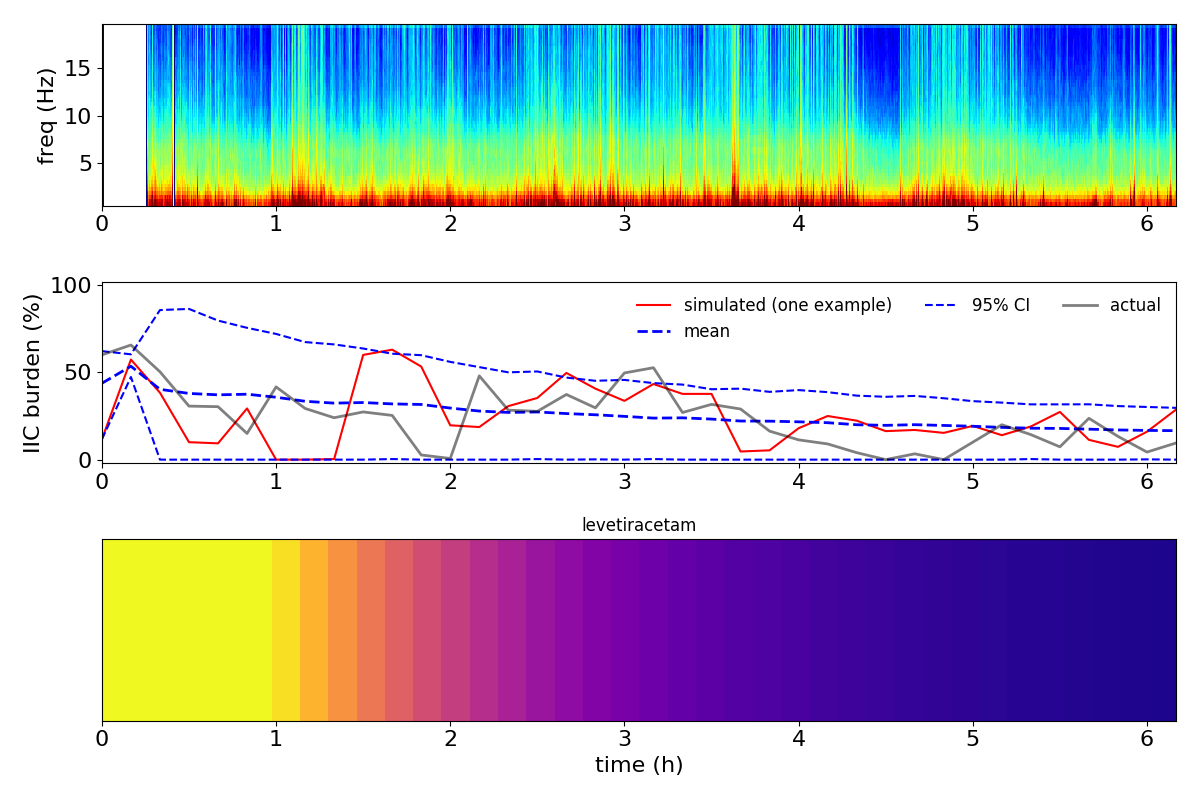 freq (Hz)
15
10
5
0 1 2 3 4 5 6
IIC burden (%)
100
50
0
simulated (one example) 95% CI actual
mean
0 1 2 3 4 5 6
levetiracetam
0 1 2 3 4 5 6
time (h)